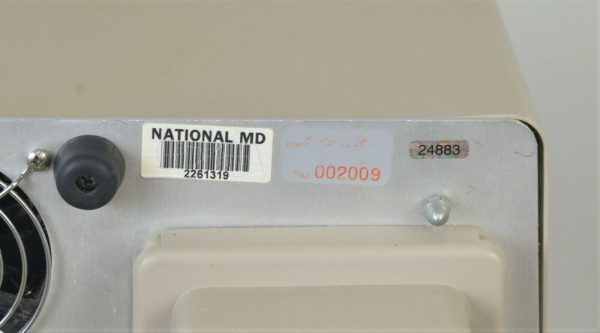 NATIONAL MD
2261319
No 002009
24883